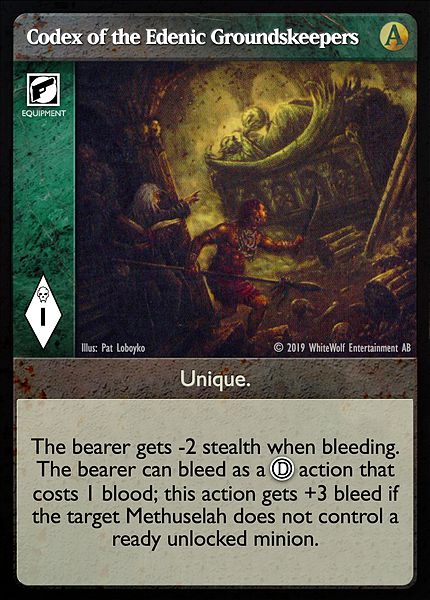 Codex of the Edenic Groundskeepers
A
EQUIPMENT
1
Illus: Pat Loboyko
© 2019 WhiteWolf Entertainment AB
Unique.
The bearer gets -2 stealth when bleeding.
The bearer can bleed as a Ⓓ action that
costs 1 blood; this action gets +3 bleed if
the target Methuselah does not control a
ready unlocked minion.